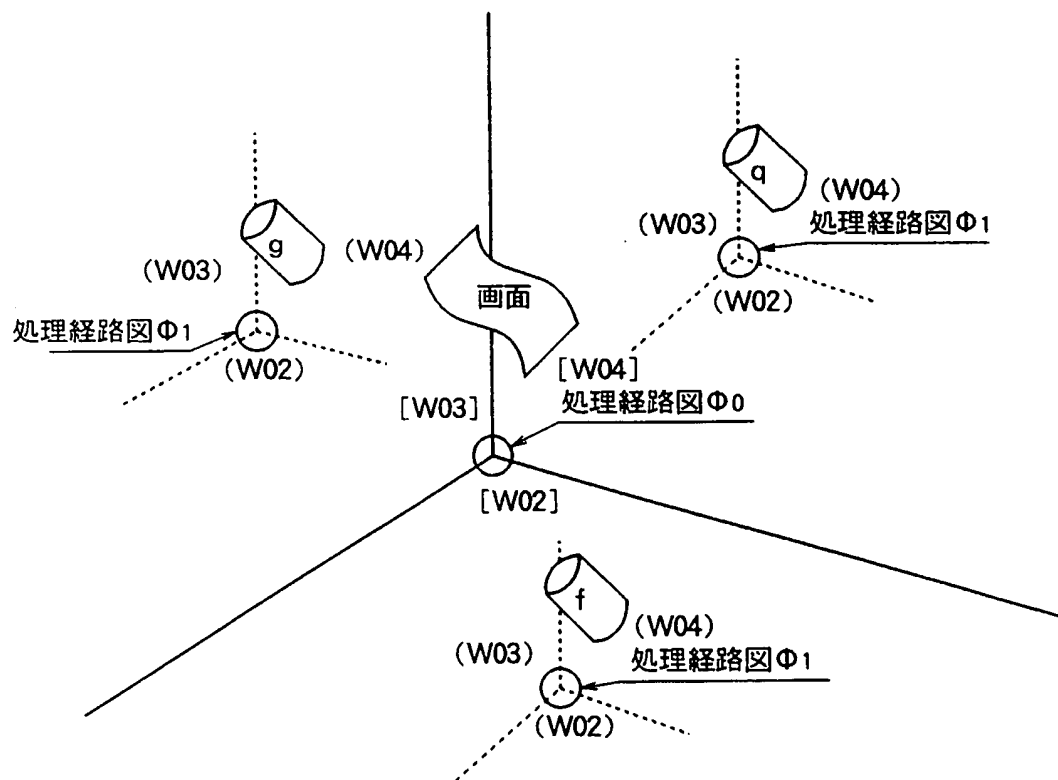 q
(W04)
(W03)
処理経路図Φ1
(W02)
g
(W04)
(W03)
処理経路図Φ1
(W02)
画面
[W04]
[W03]
処理経路図Φ0
[W02]
f
(W04)
(W03)
処理経路図Φ1
(W02)